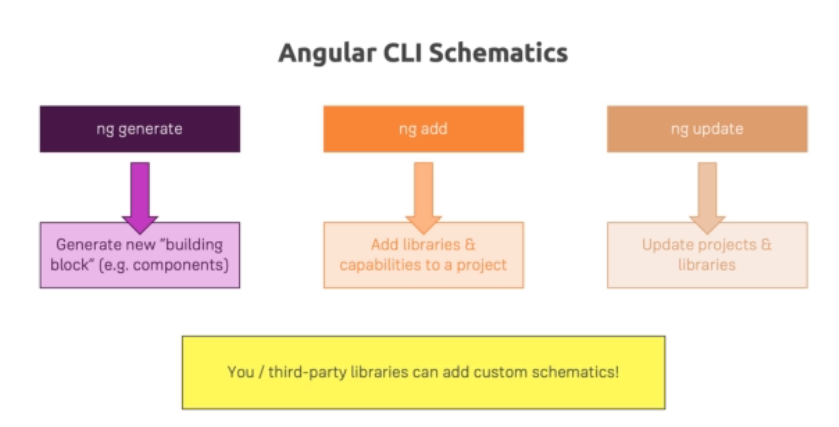 Angular CLI Schematics
ng generate
ng add
ng update
Generate new "building
block" (e.g. components)
Add libraries &
capabilities to a project
Update projects &
libraries
You / third-party libraries can add custom schematics!